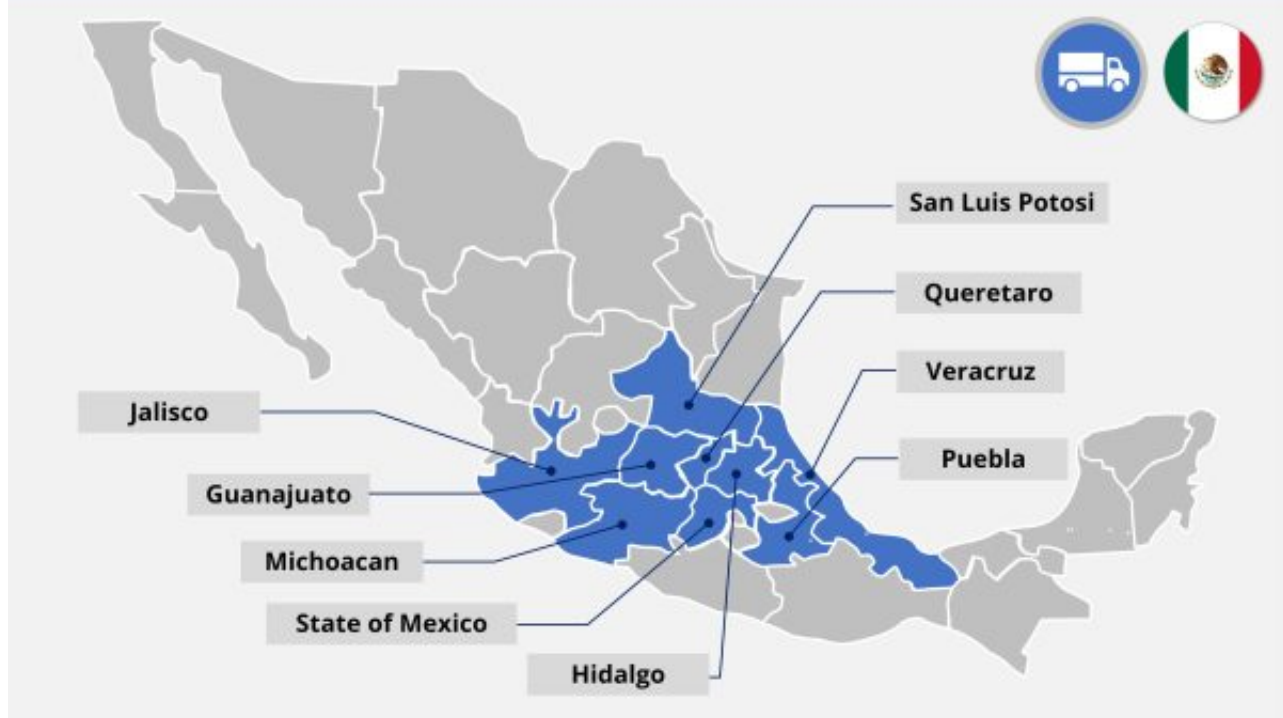 San Luis Potosi
Queretaro
Veracruz
Jalisco
Puebla
Guanajuato
Michoacan
State of Mexico
Hidalgo